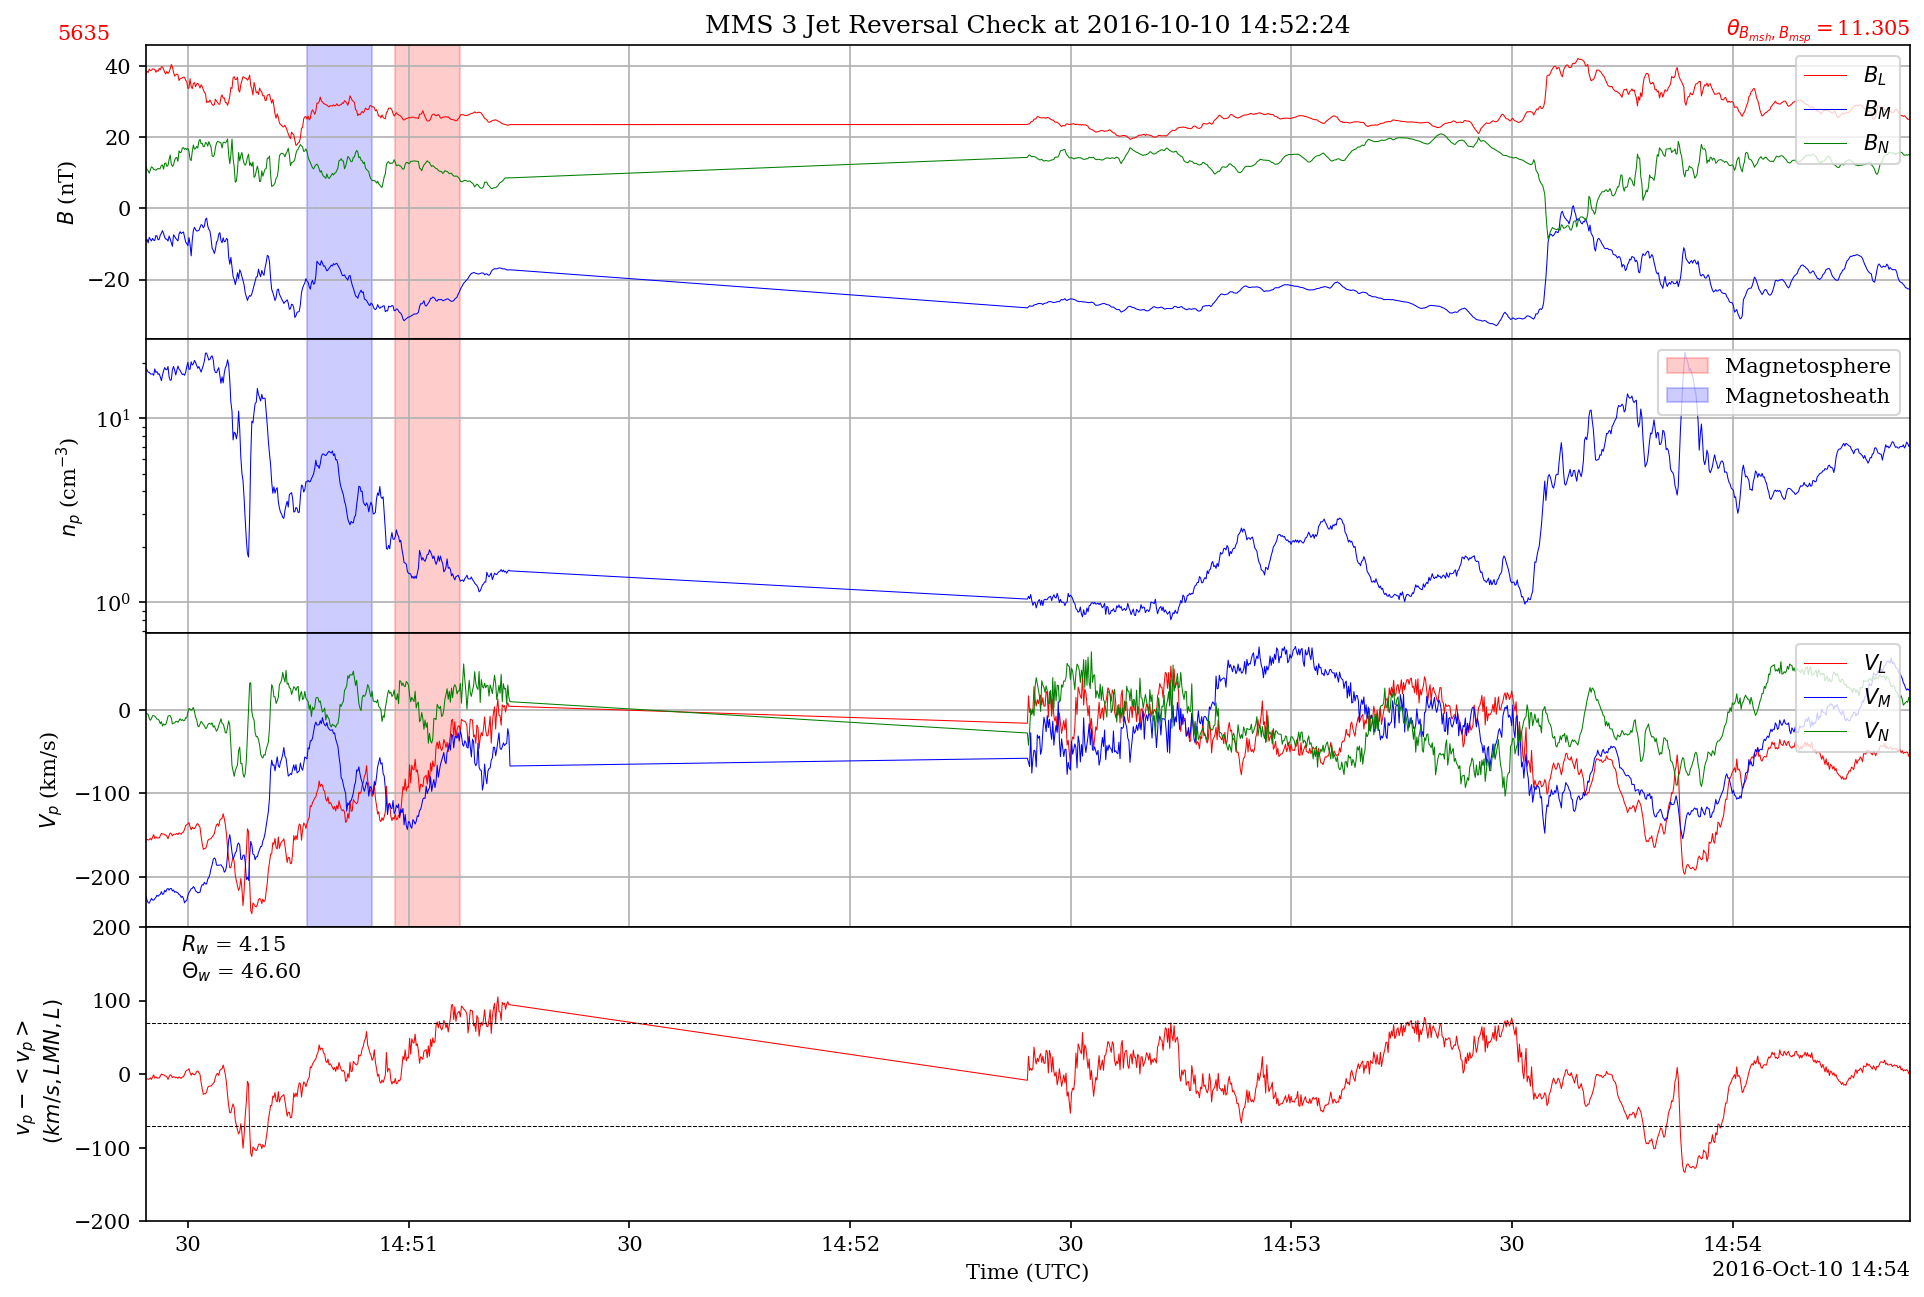 MMS 3 Jet Reversal Check at 2016-10-10 14:52:24
5635
θ_{B_{msh}, B_{msp}} = 11.305
40
20
0
−20
B (nT)
B_L
B_M
B_N
10^1
10^0
n_p (cm^{−3})
Magnetosphere
Magnetosheath
0
−100
−200
V_p (km/s)
V_L
V_M
V_N
200
100
0
−100
−200
v_p − < v_p >
(km/s, LMN, L)
R_w = 4.15
Θ_w = 46.60
30
14:51
30
14:52
30
14:53
30
14:54
Time (UTC)
2016-Oct-10 14:54